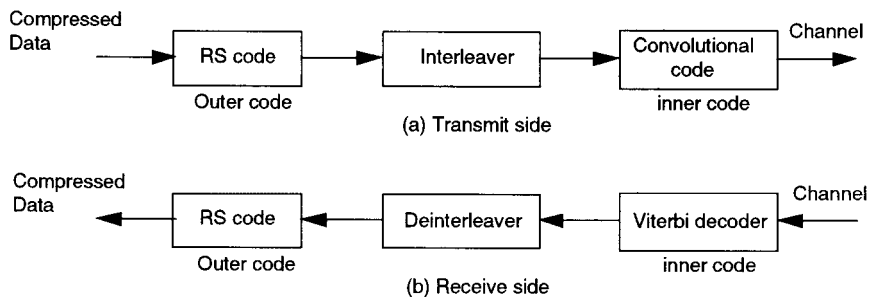 Compressed
Data
RS code
Outer code
Interleaver
Convolutional
code
inner code
Channel
(a) Transmit side
Compressed
Data
RS code
Outer code
Deinterleaver
Viterbi decoder
inner code
Channel
(b) Receive side